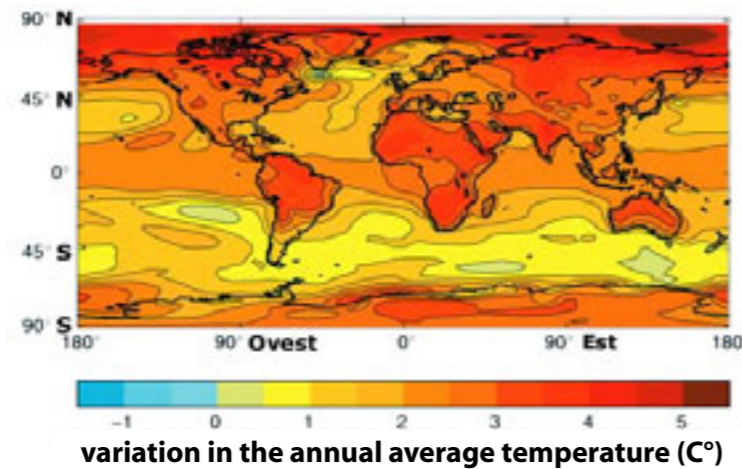 90° N
45° N
0°
45° S
90° S
180° 90° Ovest 0° 90° Est 180
-1 0 1 2 3 4 5
variation in the annual average temperature (C°)